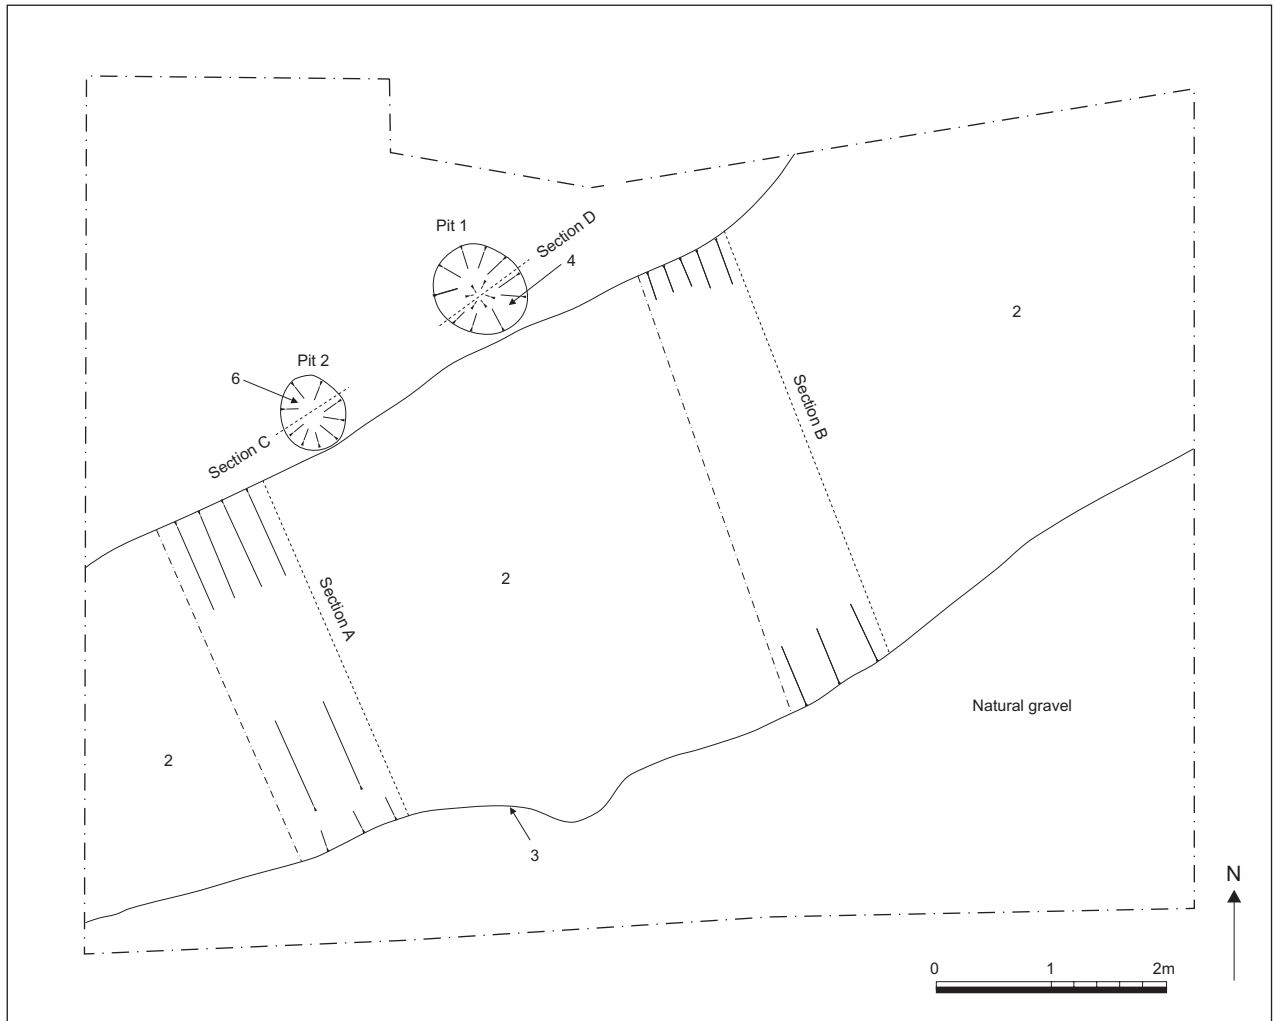 Pit 1
Section D
4
2
Pit 2
6
Section C
Section B
Section A
2
2
Natural gravel
3
N
0 1 2m